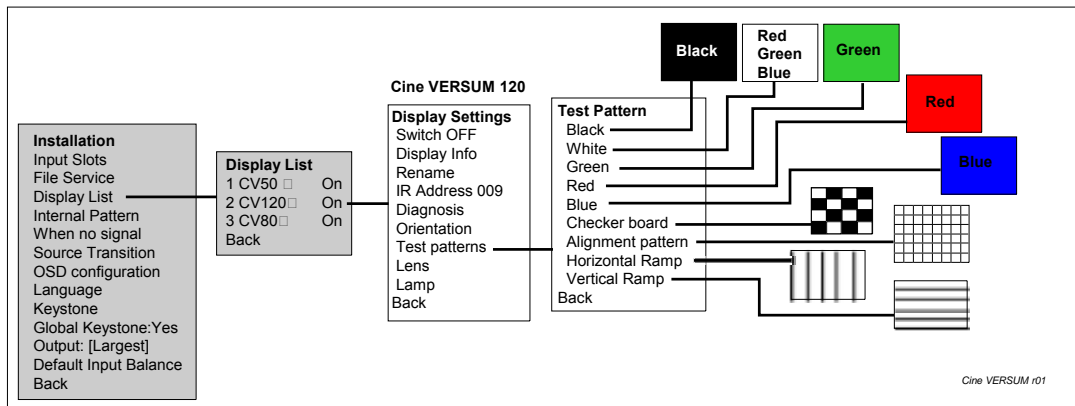 Installation
Input Slots
File Service
Display List
Internal Pattern
When no signal
Source Transition
OSD configuration
Language
Keystone
Global Keystone:Yes
Output: [Largest]
Default Input Balance
Back
Display List
1 CV50 □ On
2 CV120□ On
3 CV80□ On
Back
Cine VERSUM 120
Display Settings
Switch OFF
Display Info
Rename
IR Address 009
Diagnosis
Orientation
Test patterns
Lens
Lamp
Back
Test Pattern
Black
White
Green
Red
Blue
Checker board
Alignment pattern
Horizontal Ramp
Vertical Ramp
Back
Black
Red
Green
Blue
Green
Red
Blue
Cine VERSUM r01